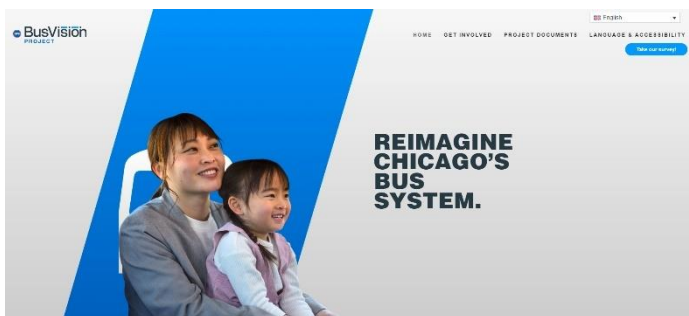 English
BusVision
PROJECT
HOME GET INVOLVED PROJECT DOCUMENTS LANGUAGE & ACCESSIBILITY
Take our survey!
REIMAGINE
CHICAGO'S
BUS
SYSTEM.